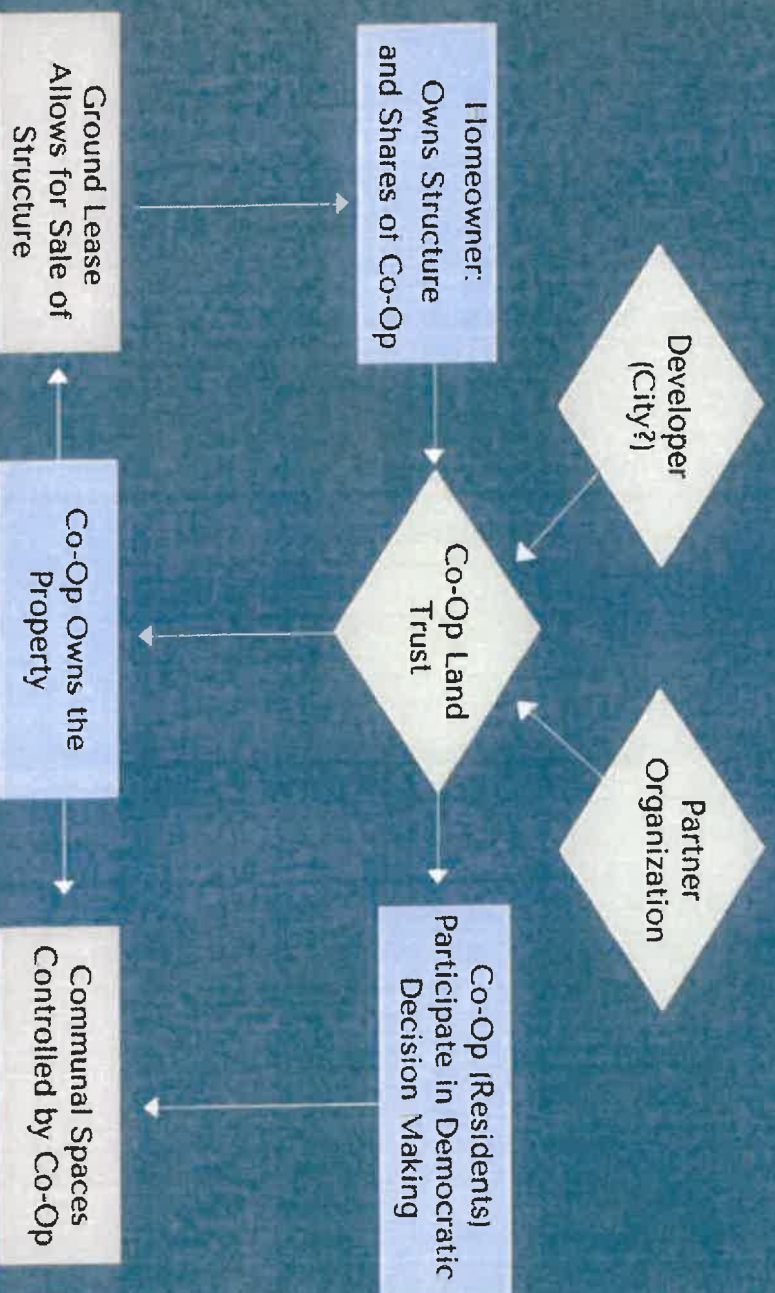 Developer
(City?)
Partner
Organization
Homeowner:
Owns Structure
and Shares of Co-Op
Co-Op Land
Trust
Co-Op (Residents)
Participate in Democratic
Decision Making
Ground Lease
Allows for Sale of
Structure
Co-Op Owns the
Property
Communal Spaces
Controlled by Co-Op